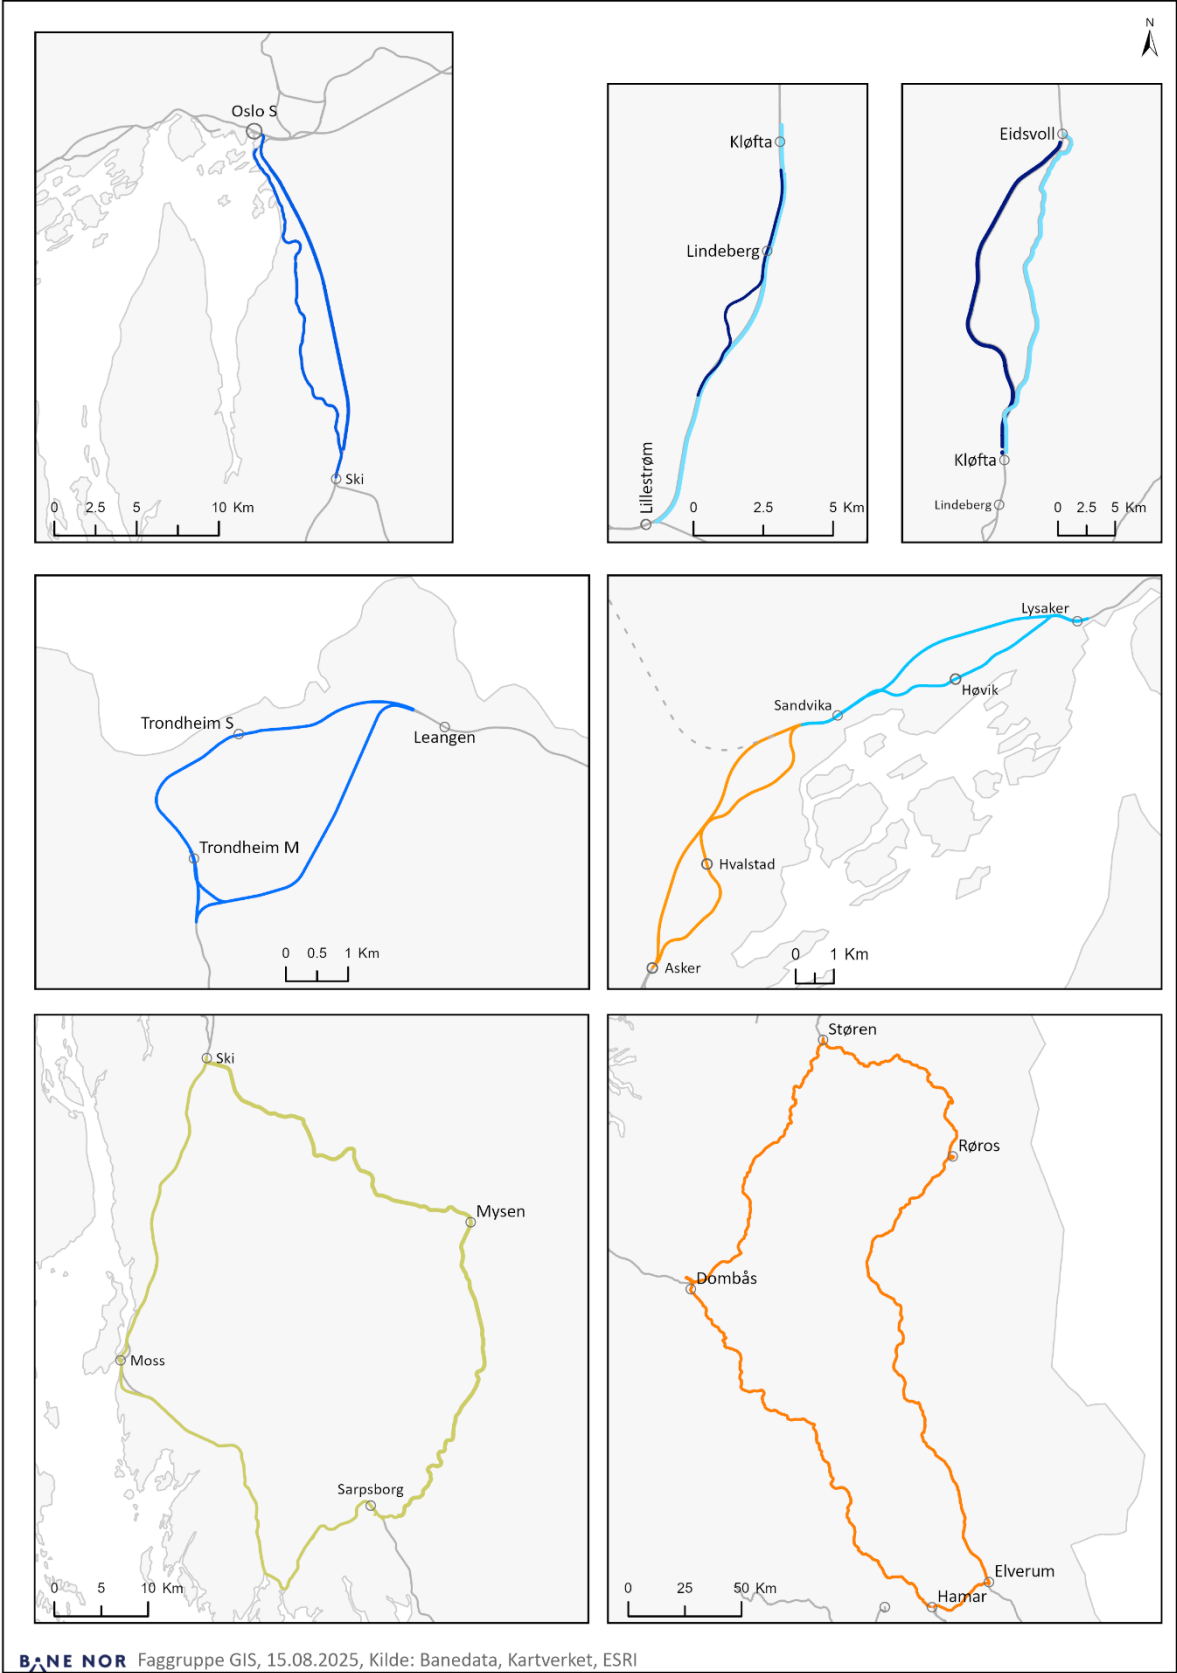 N
Oslo S
Ski
0 2.5 5 10 Km
Kløfta
Lindeberg
Lillestrøm
0 2.5 5 Km
Eidsvoll
Kløfta
Lindeberg
0 2.5 5 Km
Trondheim S
Leangen
Trondheim M
0 0.5 1 Km
Lysaker
Høvik
Sandvika
Hvalstad
Asker
0 1 Km
Ski
Mysen
Moss
Sarpsborg
0 5 10 Km
Støren
Røros
Dombås
Elverum
Hamar
0 25 50 Km
BANE NOR Faggruppe GIS, 15.08.2025, Kilde: Banedata, Kartverket, ESRI